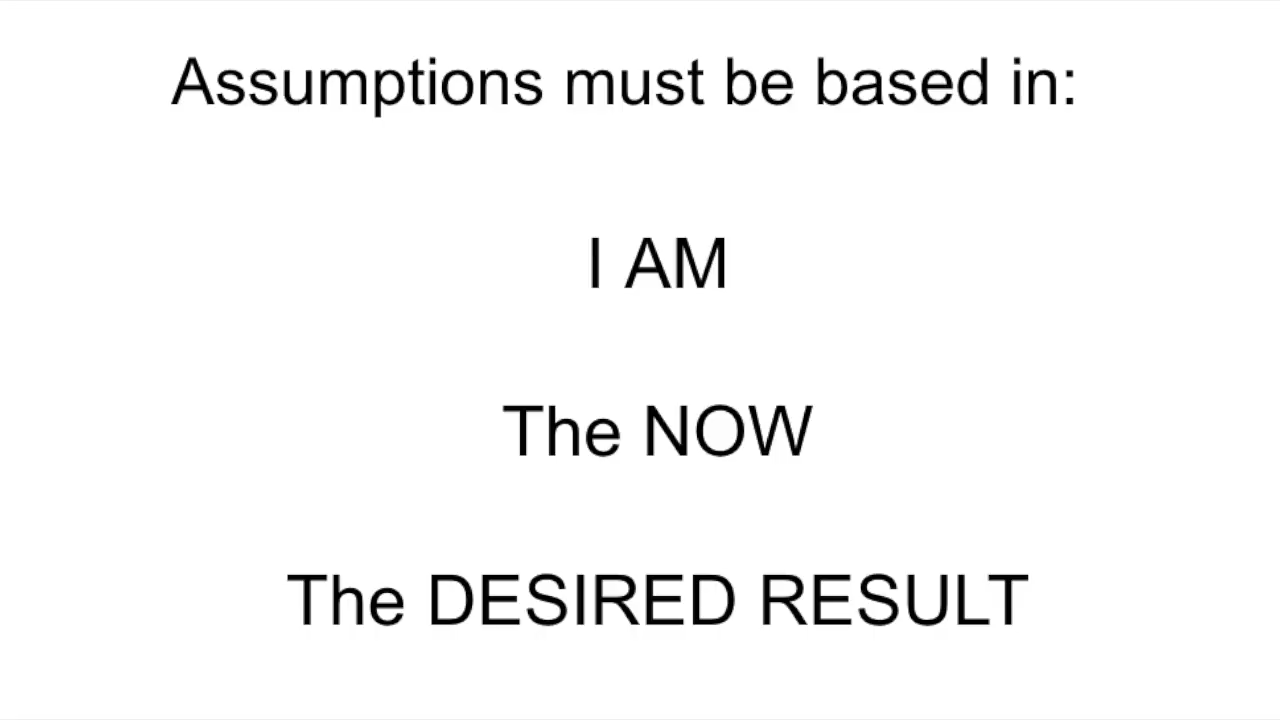 Assumptions must be based in:
I AM
The NOW
The DESIRED RESULT